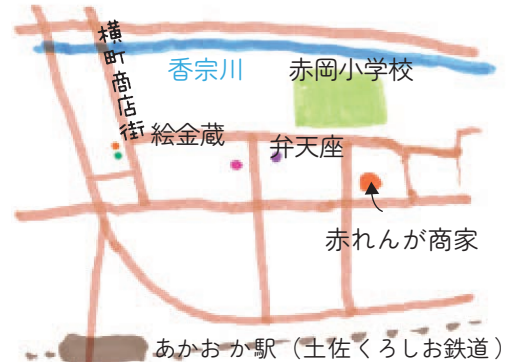 横町商店街
香宗川
赤岡小学校
絵金蔵
弁天座
赤れんが商家
あかおか駅（土佐くろしお鉄道）